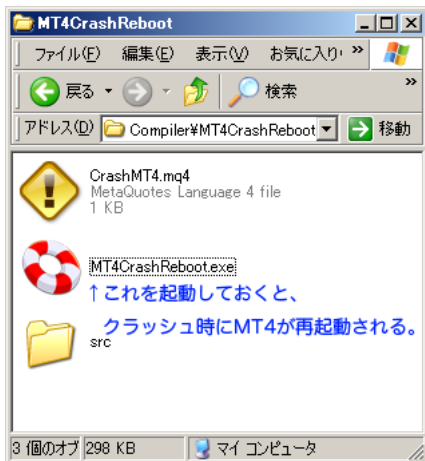 MT4CrashReboot
ファイル(F) 編集(E) 表示(V) お気に入り »
戻る 検索 »
アドレス(D) Compiler¥MT4CrashReboot 移動
CrashMT4.mq4
MetaQuotes Language 4 file
1 KB
MT4CrashReboot.exe
↑これを起動しておくと、
クラッシュ時にMT4が再起動される。
src
3 個のオブ 298 KB マイ コンピュータ